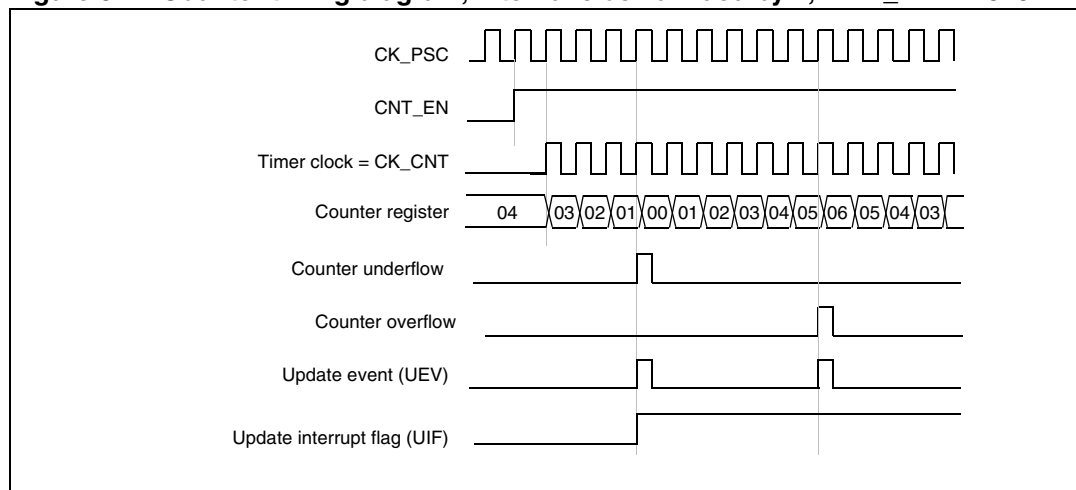 CK_PSC
CNT_EN
Timer clock = CK_CNT
Counter register 04 03 02 01 00 01 02 03 04 05 06 05 04 03
Counter underflow
Counter overflow
Update event (UEV)
Update interrupt flag (UIF)